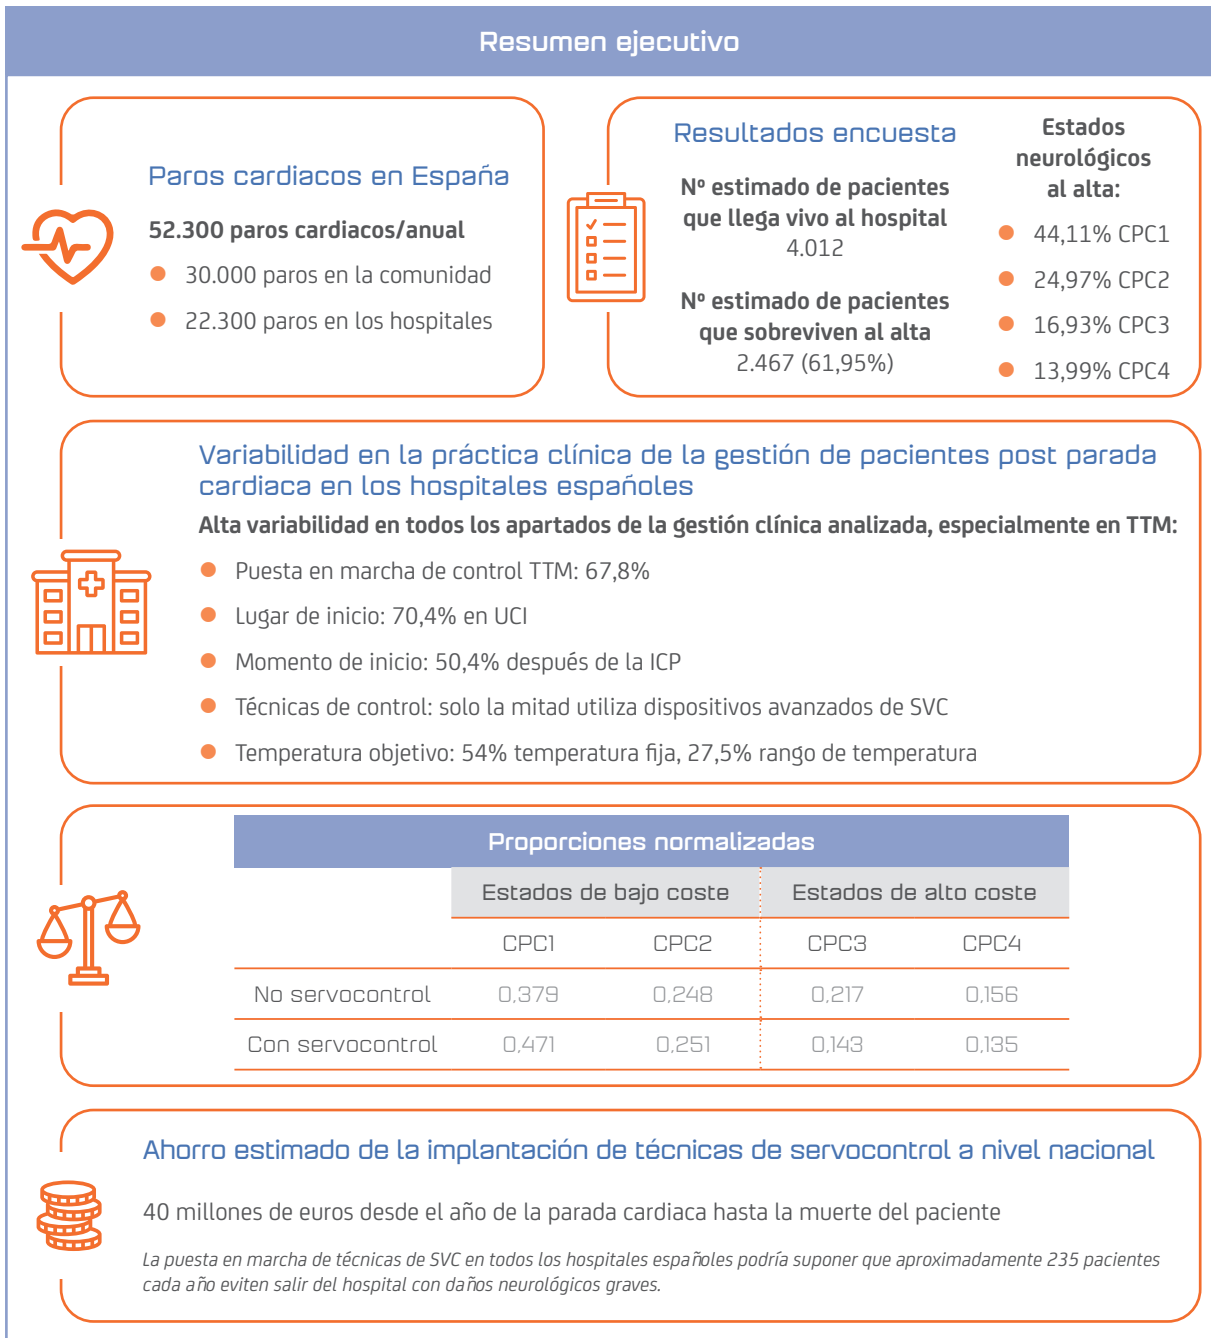 Resumen ejecutivo
Paros cardiacos en España
52.300 paros cardiacos/anual
30.000 paros en la comunidad
22.300 paros en los hospitales
Resultados encuesta
Nº estimado de pacientes
que llega vivo al hospital
4.012
Nº estimado de pacientes
que sobreviven al alta
2.467 (61,95%)
Estados
neurológicos
al alta:
44,11% CPC1
24,97% CPC2
16,93% CPC3
13,99% CPC4
Variabilidad en la práctica clínica de la gestión de pacientes post parada
cardiaca en los hospitales españoles
Alta variabilidad en todos los apartados de la gestión clínica analizada, especialmente en TTM:
Puesta en marcha de control TTM: 67,8%
Lugar de inicio: 70,4% en UCI
Momento de inicio: 50,4% después de la ICP
Técnicas de control: solo la mitad utiliza dispositivos avanzados de SVC
Temperatura objetivo: 54% temperatura fija, 27,5% rango de temperatura
Proporciones normalizadas
Estados de bajo coste Estados de alto coste
CPC1 CPC2 CPC3 CPC4
No servocontrol 0,379 0,248 0,217 0,156
Con servocontrol 0,471 0,251 0,143 0,135
Ahorro estimado de la implantación de técnicas de servocontrol a nivel nacional
40 millones de euros desde el año de la parada cardiaca hasta la muerte del paciente
La puesta en marcha de técnicas de SVC en todos los hospitales españoles podría suponer que aproximadamente 235 pacientes
cada año eviten salir del hospital con daños neurológicos graves.